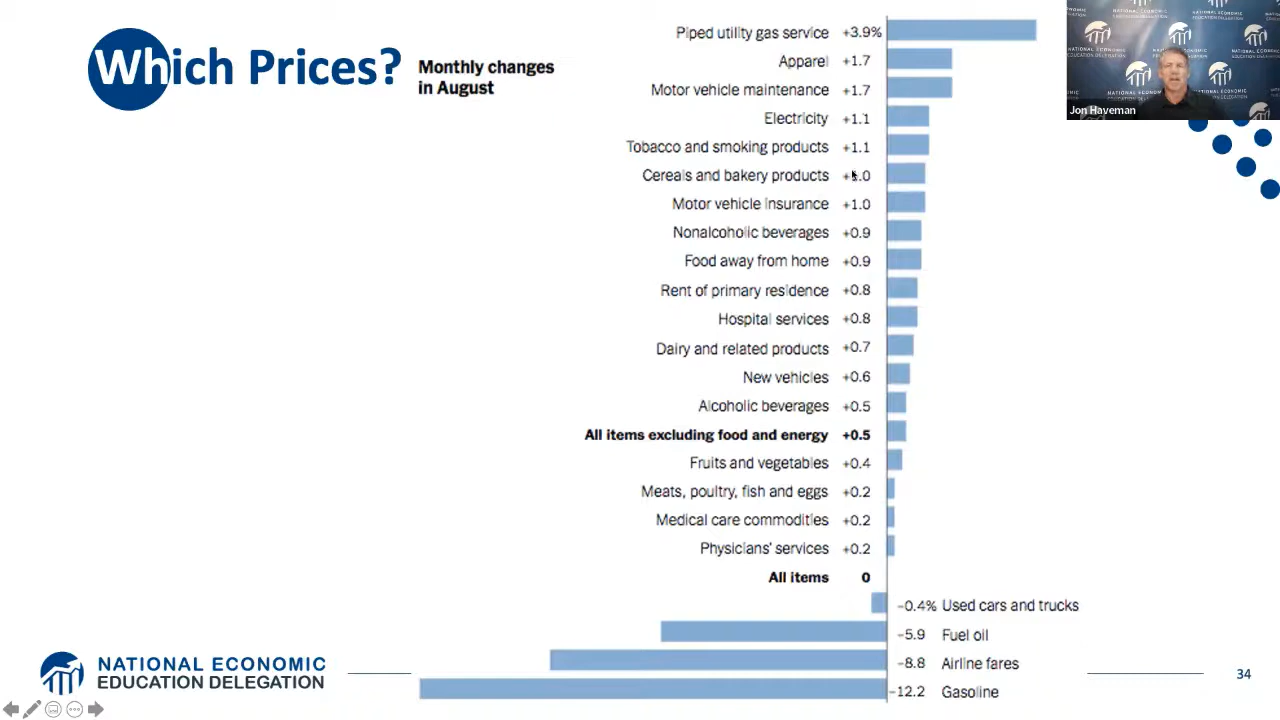 Which Prices?
Monthly changes
in August
Piped utility gas service +3.9%
Apparel +1.7
Motor vehicle maintenance +1.7
Electricity +1.1
Tobacco and smoking products +1.1
Cereals and bakery products +1.0
Motor vehicle insurance +1.0
Nonalcoholic beverages +0.9
Food away from home +0.9
Rent of primary residence +0.8
Hospital services +0.8
Dairy and related products +0.7
New vehicles +0.6
Alcoholic beverages +0.5
All items excluding food and energy +0.5
Fruits and vegetables +0.4
Meats, poultry, fish and eggs +0.2
Medical care commodities +0.2
Physicians' services +0.2
All items 0
−0.4% Used cars and trucks
−5.9 Fuel oil
−8.8 Airline fares
−12.2 Gasoline
Jon Haveman
NATIONAL ECONOMIC
EDUCATION DELEGATION
34